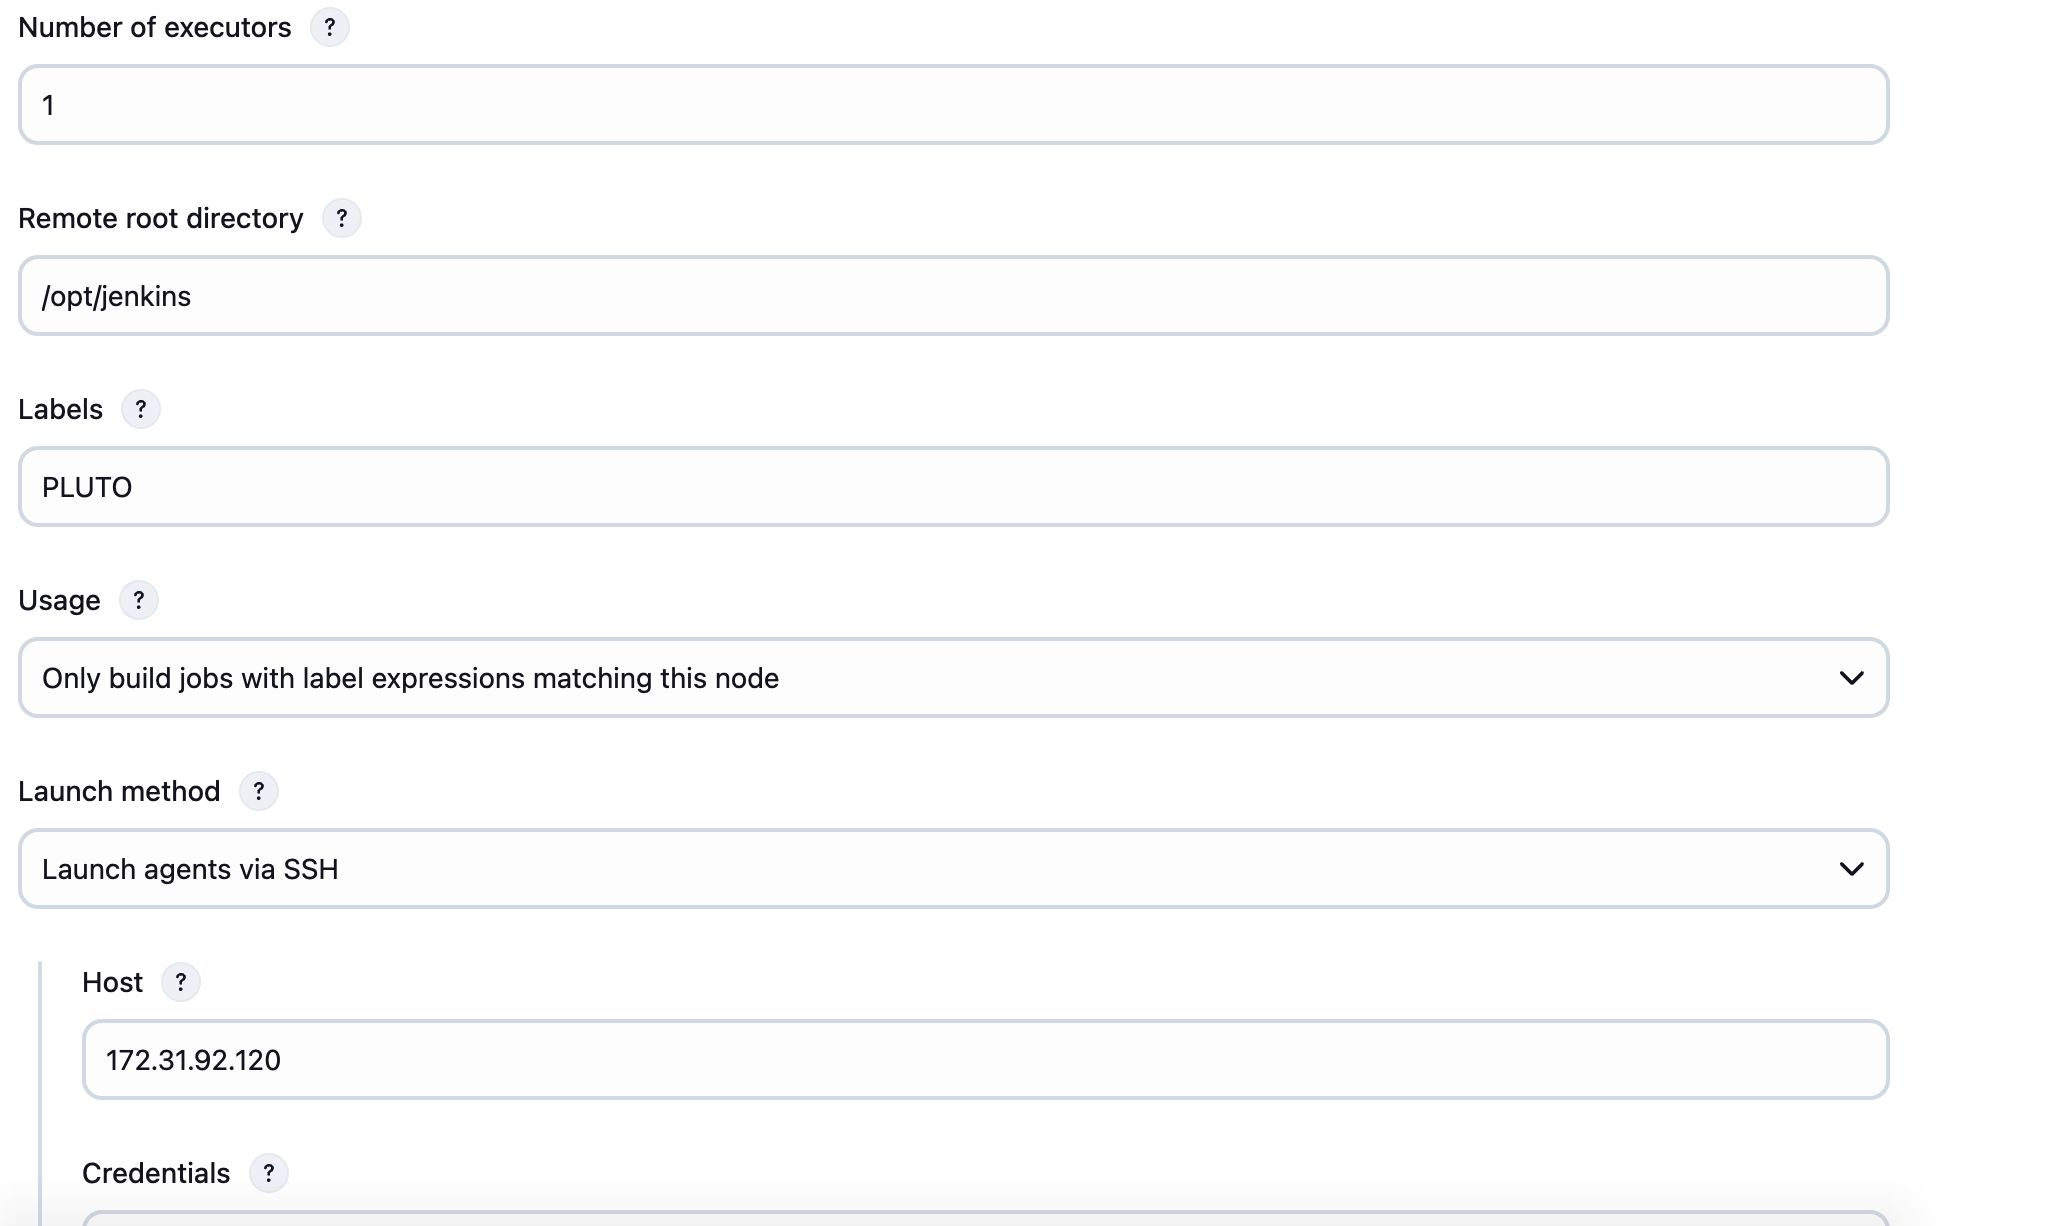 Number of executors ?
1
Remote root directory ?
/opt/jenkins
Labels ?
PLUTO
Usage ?
Only build jobs with label expressions matching this node
Launch method ?
Launch agents via SSH
Host ?
172.31.92.120
Credentials ?